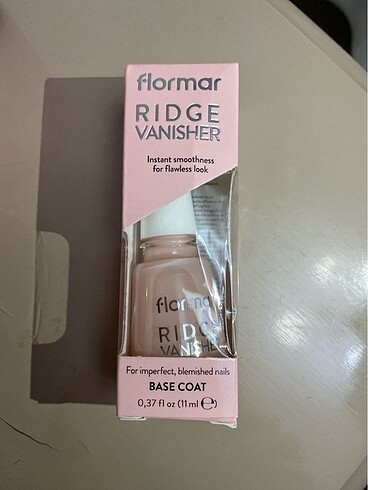 flormar
RIDGE
VANISHER
Instant smoothness
for flawless look
flormar
RIDGE
VANISHER
For imperfect, blemished nails
BASE COAT
0,37 fl oz (11 ml ℮)